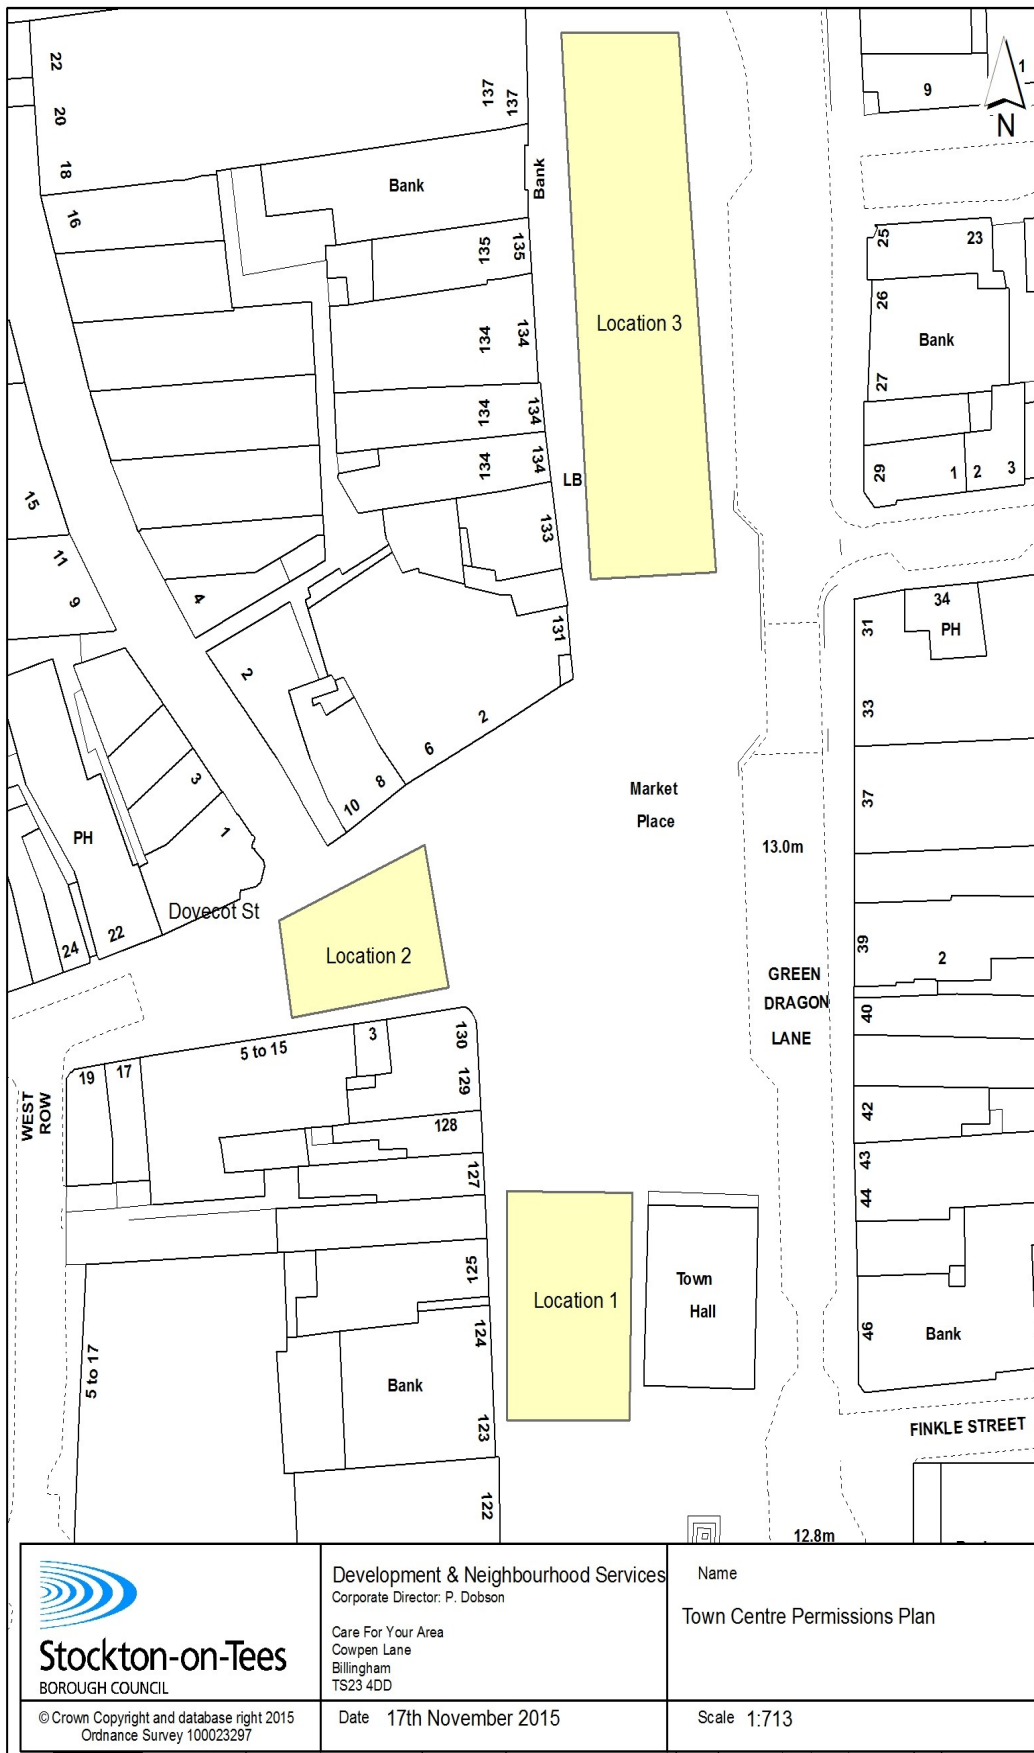 22
20
18
16
137
137
Bank
Bank
9
1
N
135
135
25
23
26
Bank
27
134
134
Location 3
134
134
134
134
LB
29
1
2
3
15
11
9
133
4
131
34
PH
31
2
2
6
8
10
33
37
3
1
PH
Market
Place
13.0m
Dovecot St
22
24
Location 2
39
2
GREEN
DRAGON
LANE
40
5 to 15
3
130
129
19
17
WEST
ROW
128
42
127
43
44
125
Location 1
Town
Hall
124
5 to 17
Bank
46
Bank
123
FINKLE STREET
122
12.8m
Stockton-on-Tees
BOROUGH COUNCIL
© Crown Copyright and database right 2015
Ordnance Survey 100023297
Development & Neighbourhood Services
Corporate Director: P. Dobson
Care For Your Area
Cowpen Lane
Billingham
TS23 4DD
Date 17th November 2015
Name
Town Centre Permissions Plan
Scale 1:713